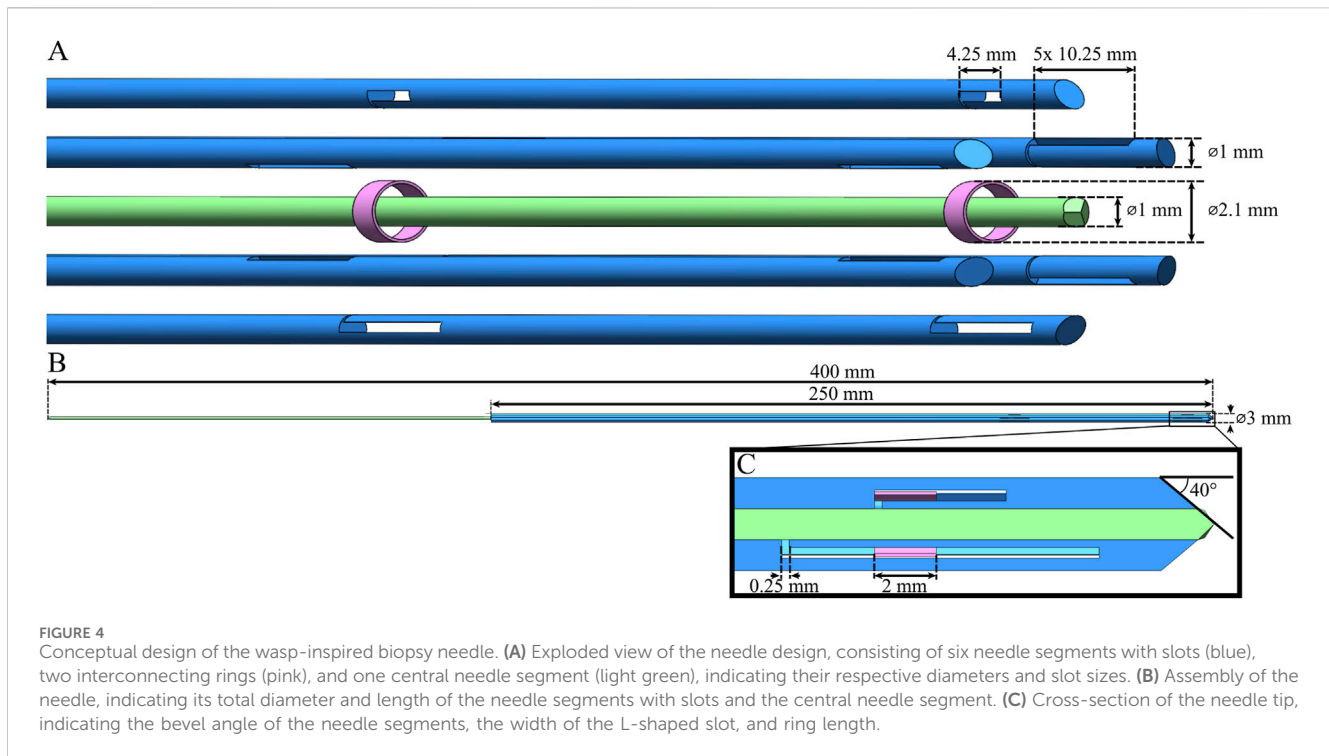 A
4.25 mm
5x 10.25 mm
ø1 mm
ø1 mm
ø2.1 mm
B
400 mm
250 mm
ø3 mm
C
40°
0.25 mm
2 mm
FIGURE 4
Conceptual design of the wasp-inspired biopsy needle. (A) Exploded view of the needle design, consisting of six needle segments with slots (blue),
two interconnecting rings (pink), and one central needle segment (light green), indicating their respective diameters and slot sizes. (B) Assembly of the
needle, indicating its total diameter and length of the needle segments with slots and the central needle segment. (C) Cross-section of the needle tip,
indicating the bevel angle of the needle segments, the width of the L-shaped slot, and ring length.